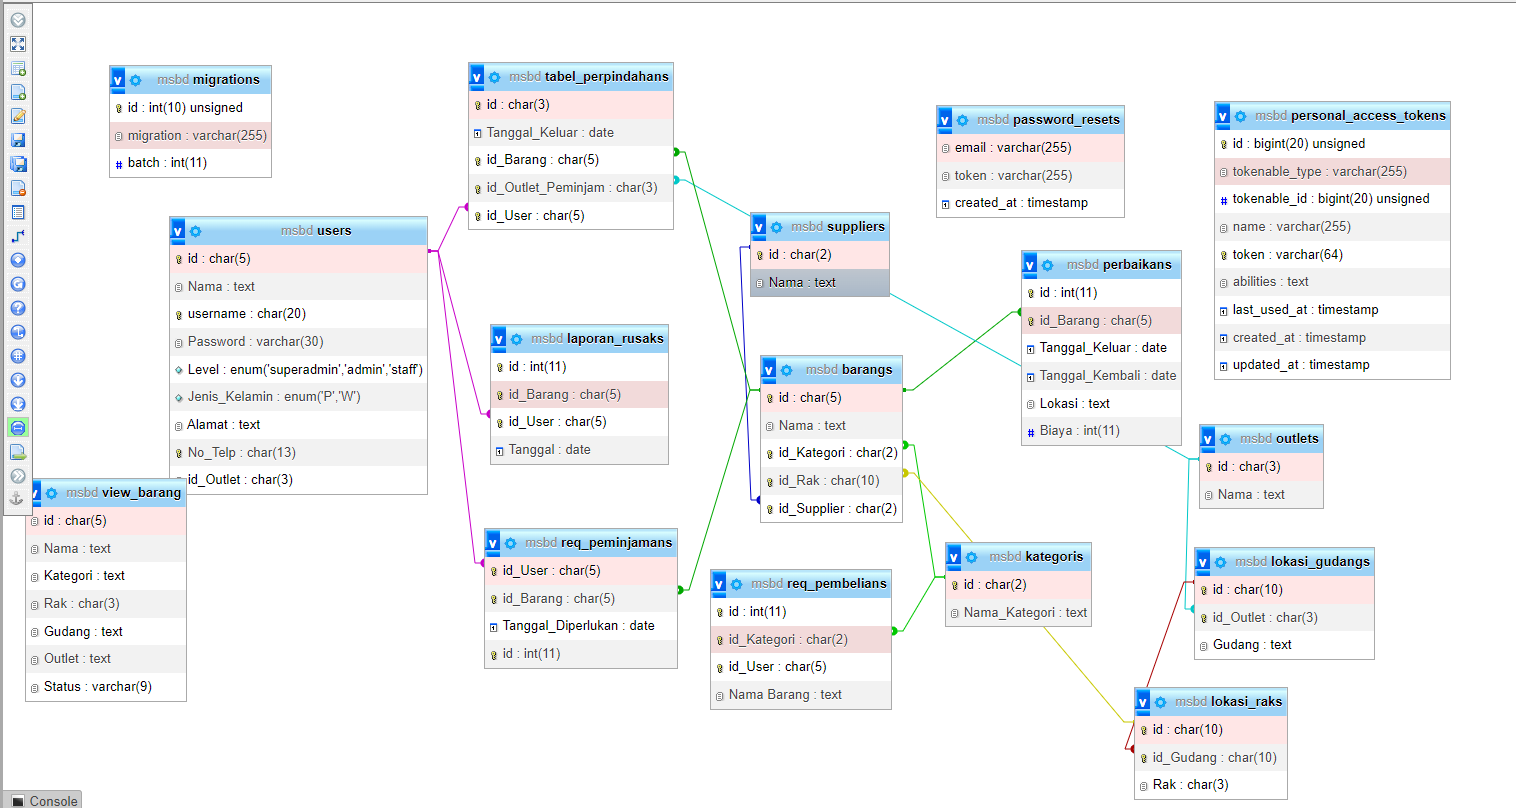 msbd migrations
id : int(10) unsigned
migration : varchar(255)
batch : int(11)
msbd tabel_perpindahans
id : char(3)
Tanggal_Keluar : date
id_Barang : char(5)
id_Outlet_Peminjam : char(3)
id_User : char(5)
msbd password_resets
email : varchar(255)
token : varchar(255)
created_at : timestamp
msbd personal_access_tokens
id : bigint(20) unsigned
tokenable_type : varchar(255)
tokenable_id : bigint(20) unsigned
name : varchar(255)
token : varchar(64)
abilities : text
last_used_at : timestamp
created_at : timestamp
updated_at : timestamp
msbd users
id : char(5)
Nama : text
username : char(20)
Password : varchar(30)
Level : enum('superadmin','admin','staff')
Jenis_Kelamin : enum('P','W')
Alamat : text
No_Telp : char(13)
id_Outlet : char(3)
msbd suppliers
id : char(2)
Nama : text
msbd perbaikans
id : int(11)
id_Barang : char(5)
Tanggal_Keluar : date
Tanggal_Kembali : date
Lokasi : text
Biaya : int(11)
msbd laporan_rusaks
id : int(11)
id_Barang : char(5)
id_User : char(5)
Tanggal : date
msbd barangs
id : char(5)
Nama : text
id_Kategori : char(2)
id_Rak : char(10)
id_Supplier : char(2)
msbd outlets
id : char(3)
Nama : text
msbd view_barang
id : char(5)
Nama : text
Kategori : text
Rak : char(3)
Gudang : text
Outlet : text
Status : varchar(9)
msbd req_peminjamans
id_User : char(5)
id_Barang : char(5)
Tanggal_Diperlukan : date
id : int(11)
msbd req_pembelians
id : int(11)
id_Kategori : char(2)
id_User : char(5)
Nama Barang : text
msbd kategoris
id : char(2)
Nama_Kategori : text
msbd lokasi_gudangs
id : char(10)
id_Outlet : char(3)
Gudang : text
msbd lokasi_raks
id : char(10)
id_Gudang : char(10)
Rak : char(3)
Console